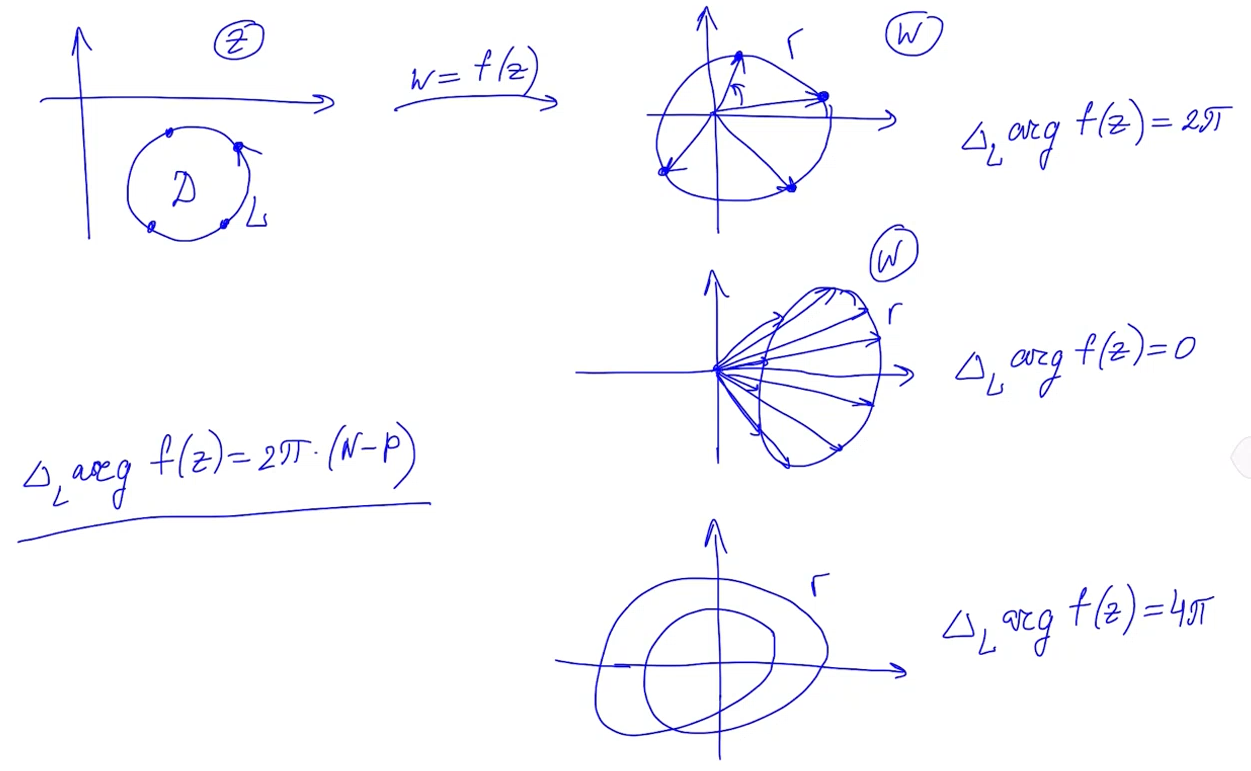 z
w = f(z)
Г
W
Δ_L arg f(z) = 2π
D
L
W
Г
Δ_L arg f(z) = 0
Δ_L arg f(z) = 2π · (N-P)
Г
Δ_L arg f(z) = 4π